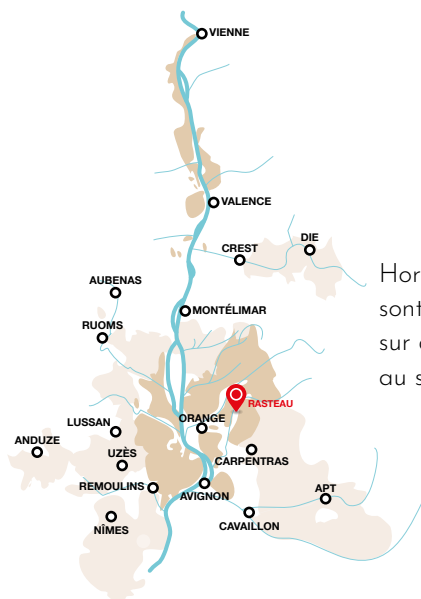 VIENNE
VALENCE
CREST
DIE
AUBENAS
MONTÉLIMAR
RUOMS
RASTEAU
ORANGE
LUSSAN
ANDUZE
UZÈS
CARPENTRAS
REMOULINS
AVIGNON
APT
NÎMES
CAVAILLON
Hor
sont
sur
au s